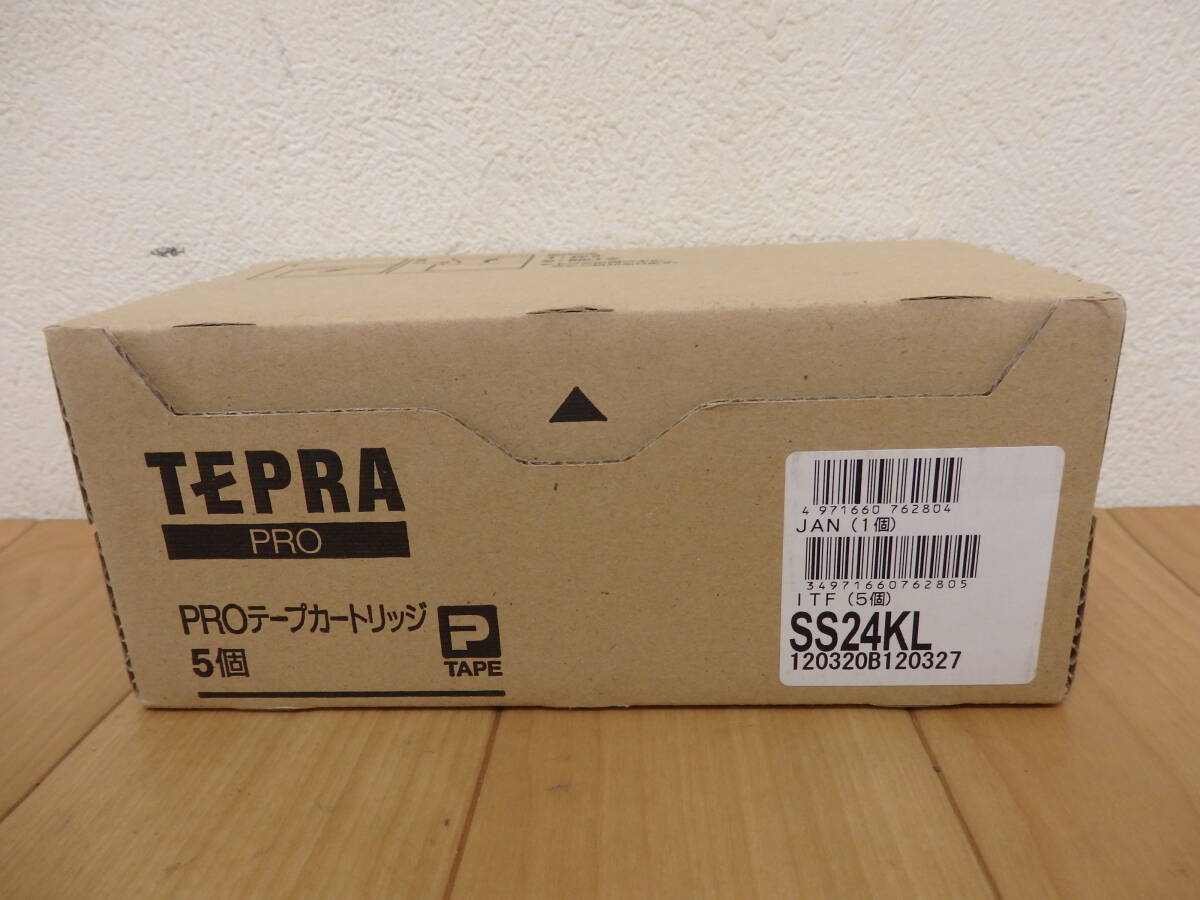 TEPRA
PRO
PROテープカートリッジ
5個
P
TAPE
4 971660 762804
JAN (1個)
34971660762805
ITF (5個)
SS24KL
120320B120327